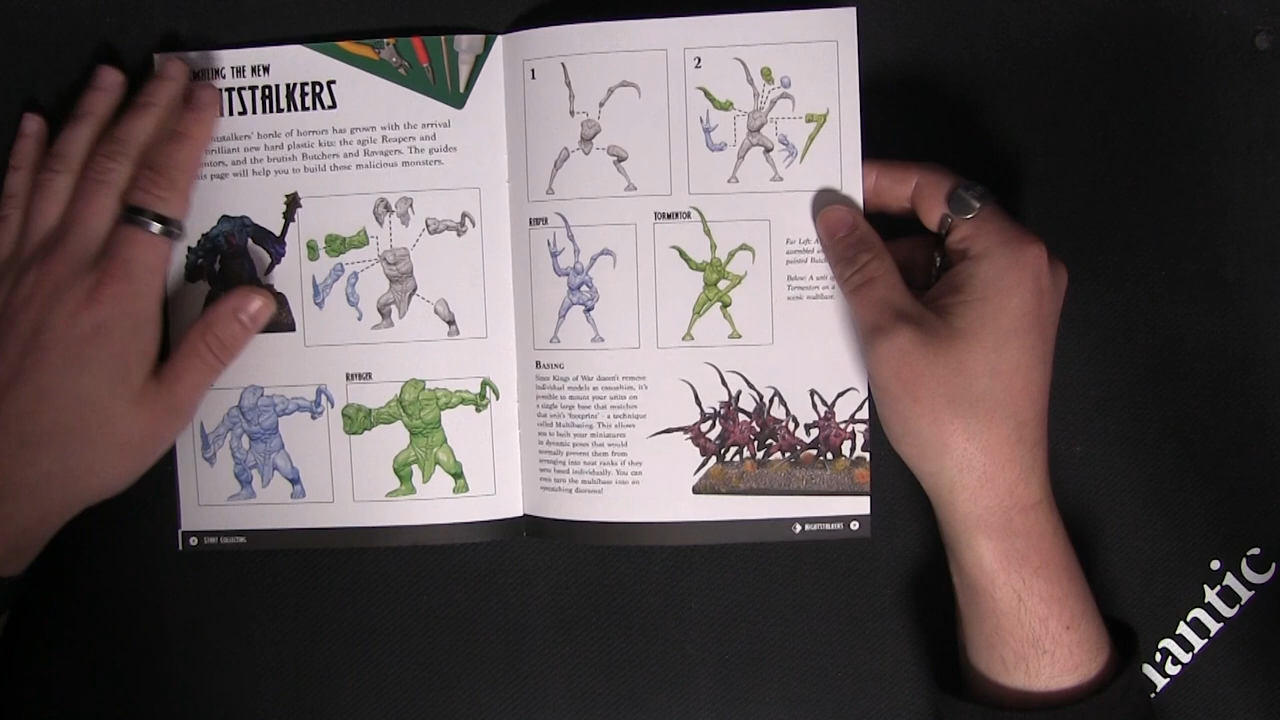 THE NEW
NIGHTSTALKERS
horde of horrors has grown with the arrival
brilliant new hard plastic kits: the agile Reapers and
and the brutish Butchers and Ravagers. The guides
this page will help you to build these malicious monsters.
RAVAGER
START COLLECTING
1
2
REAPER
TORMENTOR
Far Left: A
assembled
painted
Below: A unit of
Tormentors on a
scenic multibase.
BASING
Since Kings of War doesn't remove
individual models as casualties, it's
possible to mount your units on
a single large base that matches
that unit's 'footprint' - a technique
called Multibasing. This allows
you to built your miniatures
in dynamic poses that would
normally prevent them from
arranging into neat ranks if they
were based individually. You can
even turn the multibase into an
eyecatching diorama!
NIGHTSTALKERS
mantic